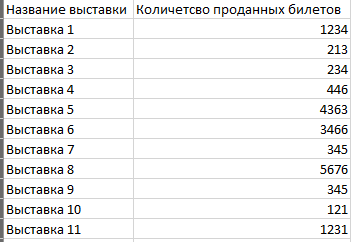 Название выставки Количетсво проданных билетов
Выставка 1 1234
Выставка 2 213
Выставка 3 234
Выставка 4 446
Выставка 5 4363
Выставка 6 3466
Выставка 7 345
Выставка 8 5676
Выставка 9 345
Выставка 10 121
Выставка 11 1231